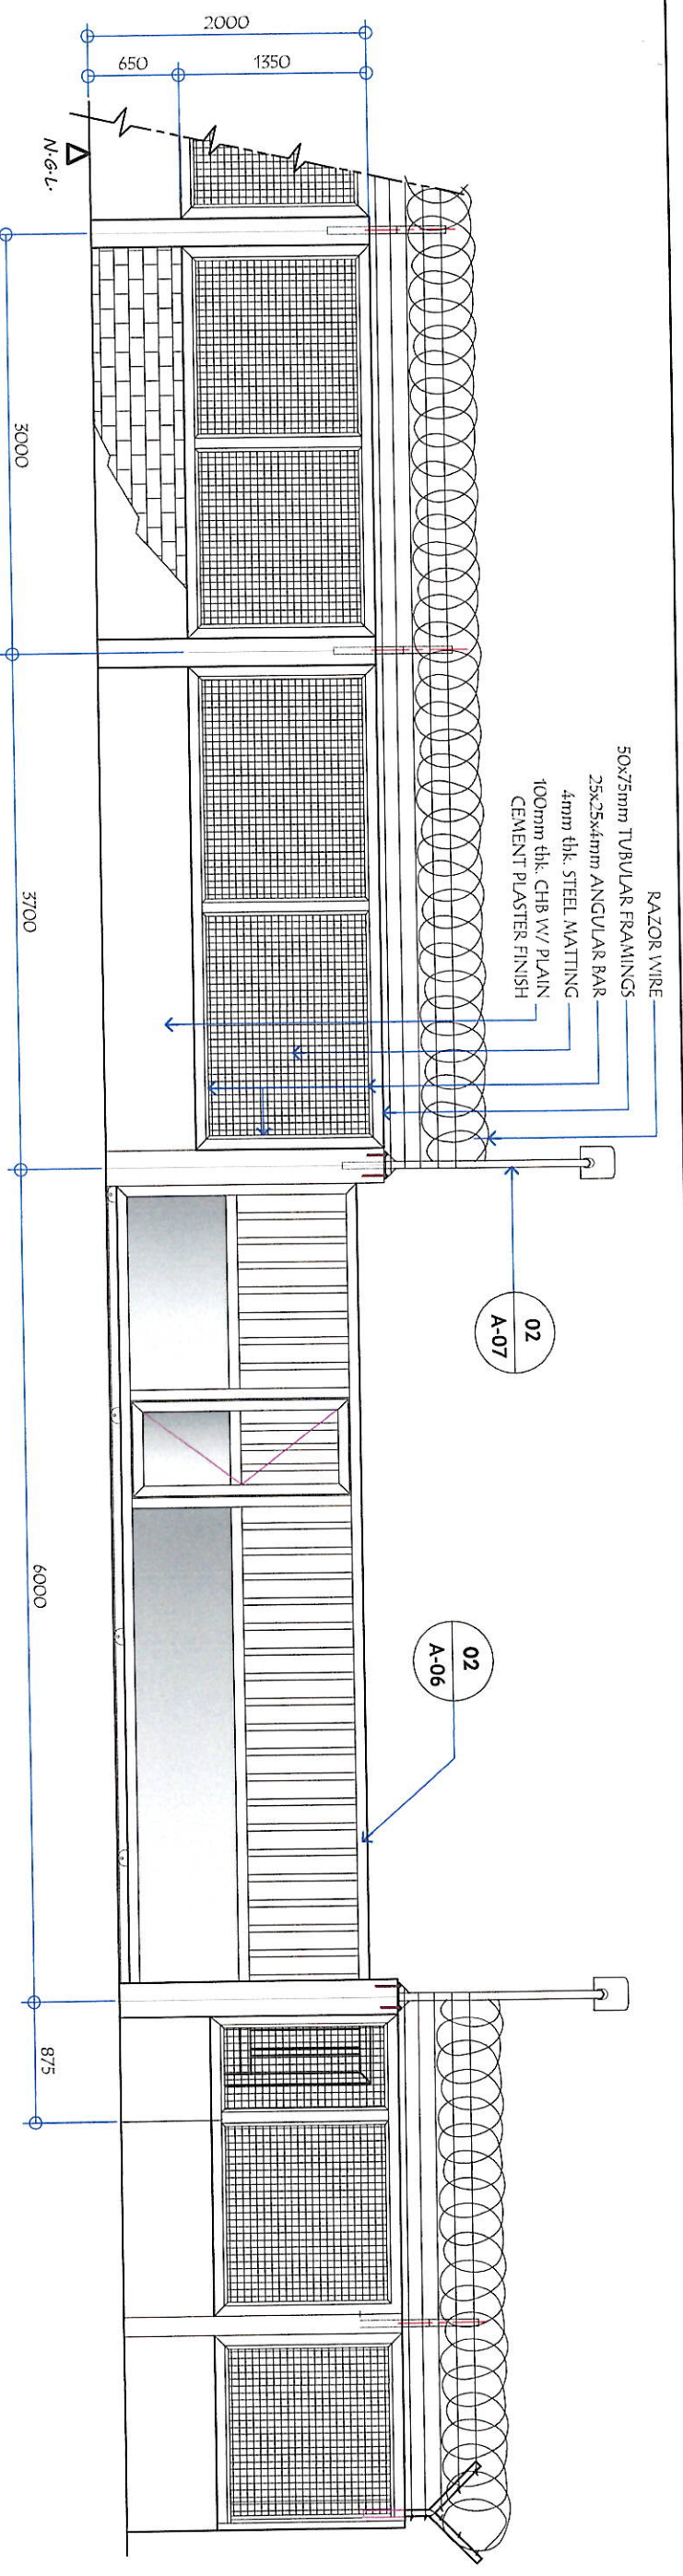 2000
650
1350
N.G.L.
RAZOR WIRE
50x75mm TUBULAR FRAMINGS
25x25x4mm ANGULAR BAR
4mm thk. STEEL MATTING
100mm thk. CHB W/ PLAIN
CEMENT PLASTER FINISH
02
A-07
02
A-06
3000
3700
6000
875